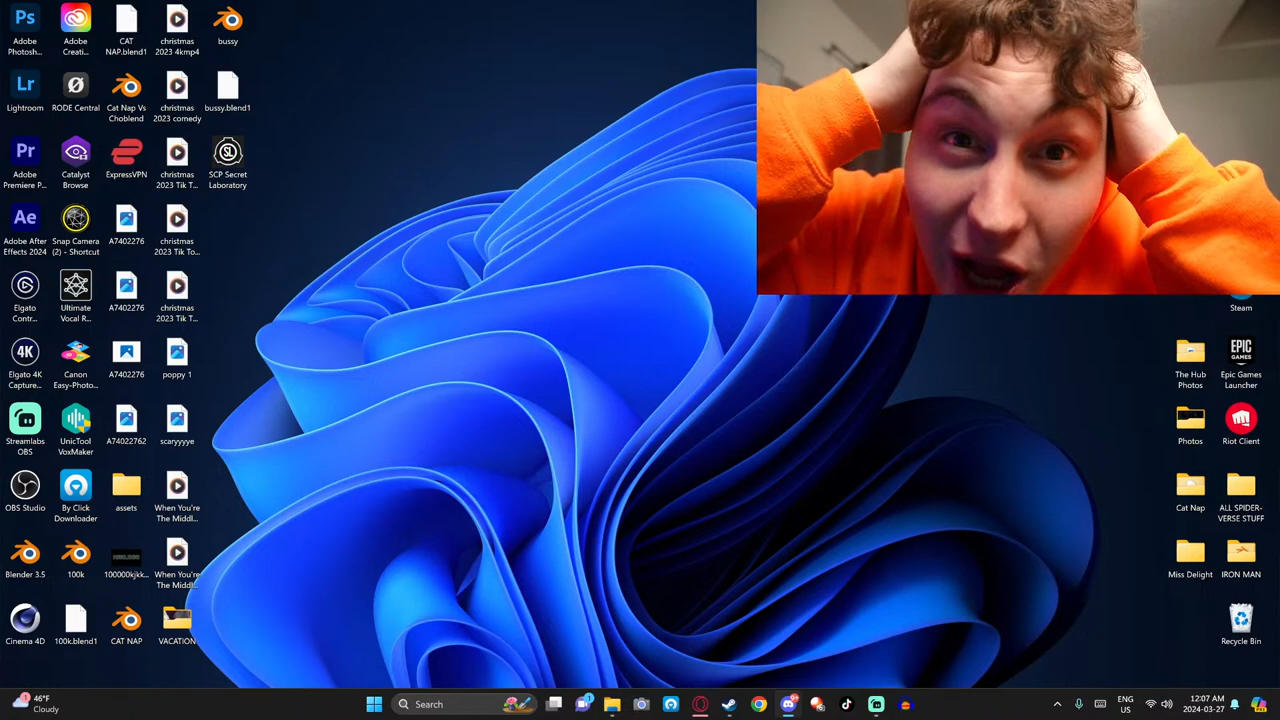 Ps
Adobe
Photosh...
Adobe
Creati...
CAT
NAP.blend1
christmas
2023 4kmp4
bussy
Lr
Lightroom
RODE Central
Cat Nap Vs
Choblend
christmas
2023 comedy
bussy.blend1
Pr
Adobe
Premiere P...
Catalyst
Browse
ExpressVPN
christmas
2023 Tik T...
SL
SCP Secret
Laboratory
Ae
Adobe After
Effects 2024
Snap Camera
(2) - Shortcut
A7402276
christmas
2023 Tik To...
Elgato
Contr...
Ultimate
Vocal R...
A7402276
christmas
2023 Tik T...
Steam
4K
Elgato 4K
Capture...
Canon
Easy-Photo...
A7402276
poppy 1
The Hub
Photos
EPIC
GAMES
Epic Games
Launcher
Streamlabs
OBS
UnicTool
VoxMaker
A74022762
scaryyyye
Photos
Riot Client
OBS Studio
By Click
Downloader
assets
When You're
The Middl...
Cat Nap
ALL SPIDER-
VERSE STUFF
Blender 3.5
100k
100000kjkk...
When You're
The Middl...
Miss Delight
IRON MAN
Cinema 4D
100k.blend1
CAT NAP
VACATION
Recycle Bin
1
46°F
Cloudy
Search
1
ENG
US
12:07 AM
2024-03-27